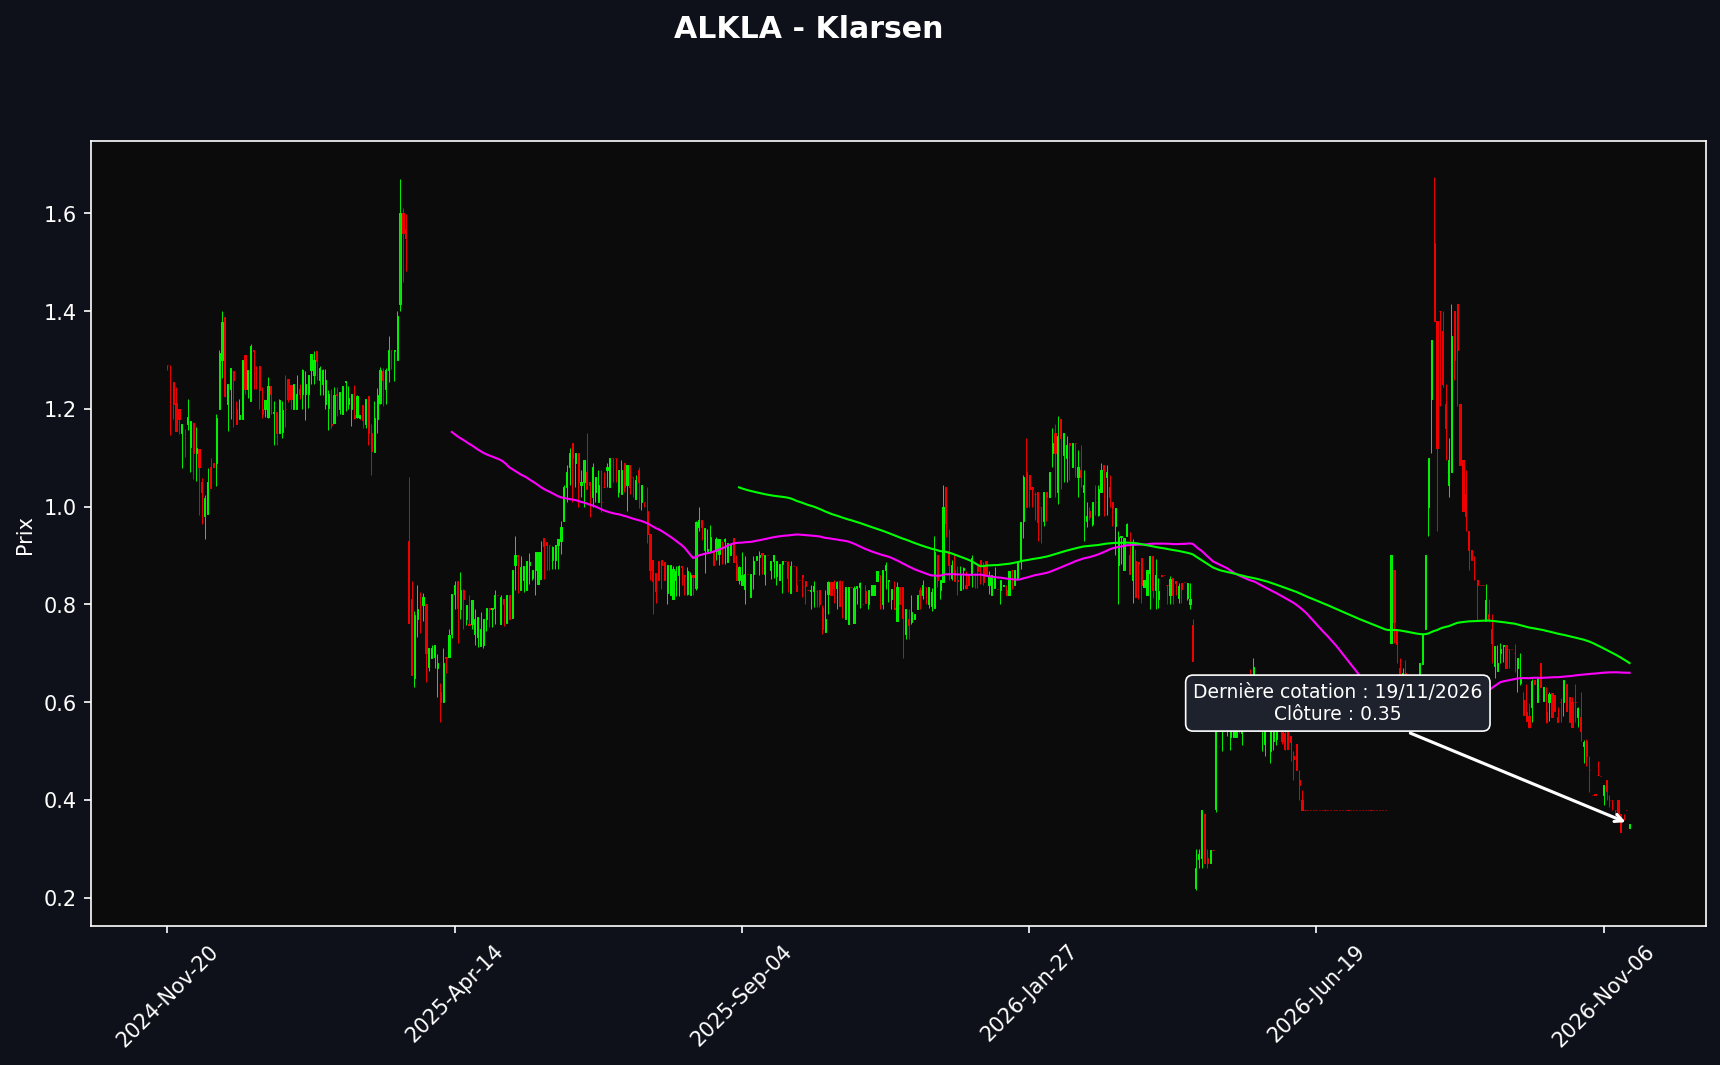 ALKLA - Klarsen
Prix
1.6
1.4
1.2
1.0
0.8
0.6
0.4
0.2
Dernière cotation : 19/11/2026
Clôture : 0.35
2024-Nov-20
2025-Apr-14
2025-Sep-04
2026-Jan-27
2026-Jun-19
2026-Nov-06